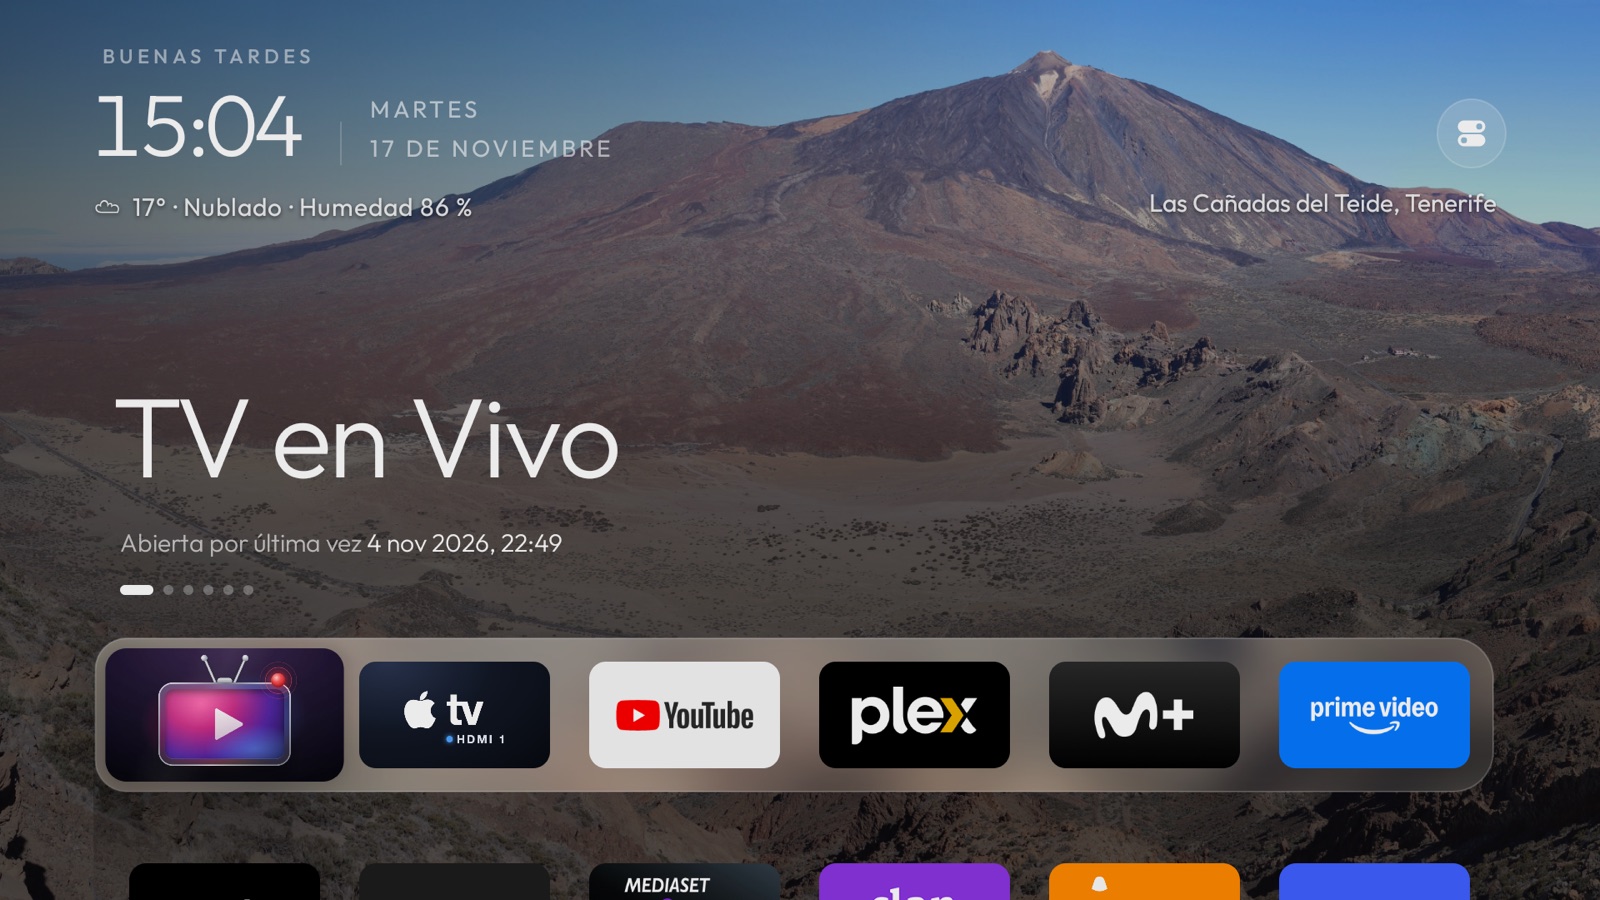 BUENAS TARDES
15:04
MARTES
17 DE NOVIEMBRE
17° · Nublado · Humedad 86 %
Las Cañadas del Teide, Tenerife
TV en Vivo
Abierta por última vez 4 nov 2026, 22:49
tv
HDMI 1
YouTube
plex
M+
prime video
MEDIASET